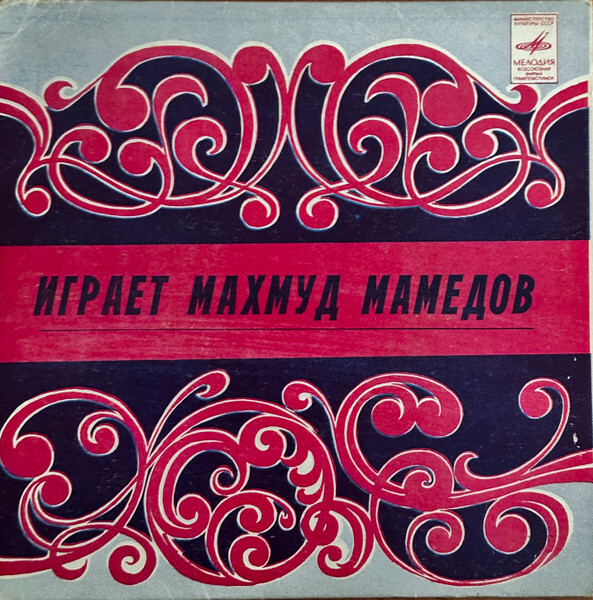 МИНИСТЕРСТВО
КУЛЬТУРЫ СССР
МЕЛОДИЯ
ВСЕСОЮЗНАЯ
ФИРМА
ГРАМПЛАСТИНОК
ИГРАЕТ МАХМУД МАМЕДОВ